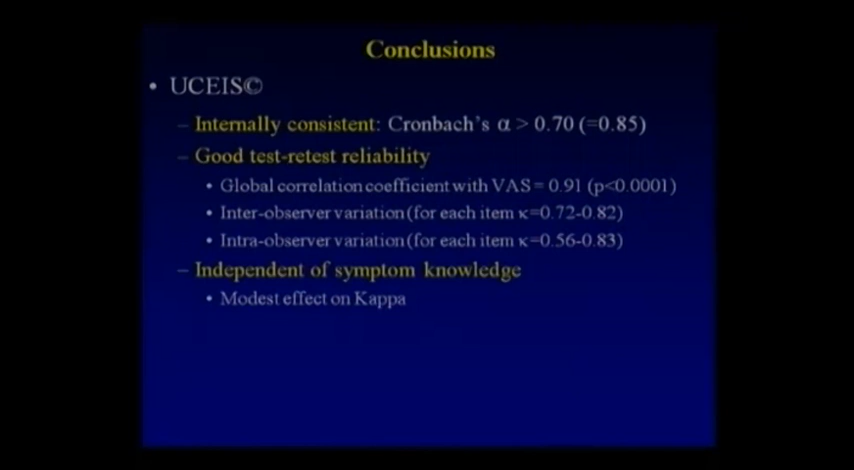 Conclusions
• UCEIS©
– Internally consistent: Cronbach's α > 0.70 (=0.85)
– Good test-retest reliability
• Global correlation coefficient with VAS = 0.91 (p<0.0001)
• Inter-observer variation (for each item κ=0.72-0.82)
• Intra-observer variation (for each item κ=0.56-0.83)
– Independent of symptom knowledge
• Modest effect on Kappa